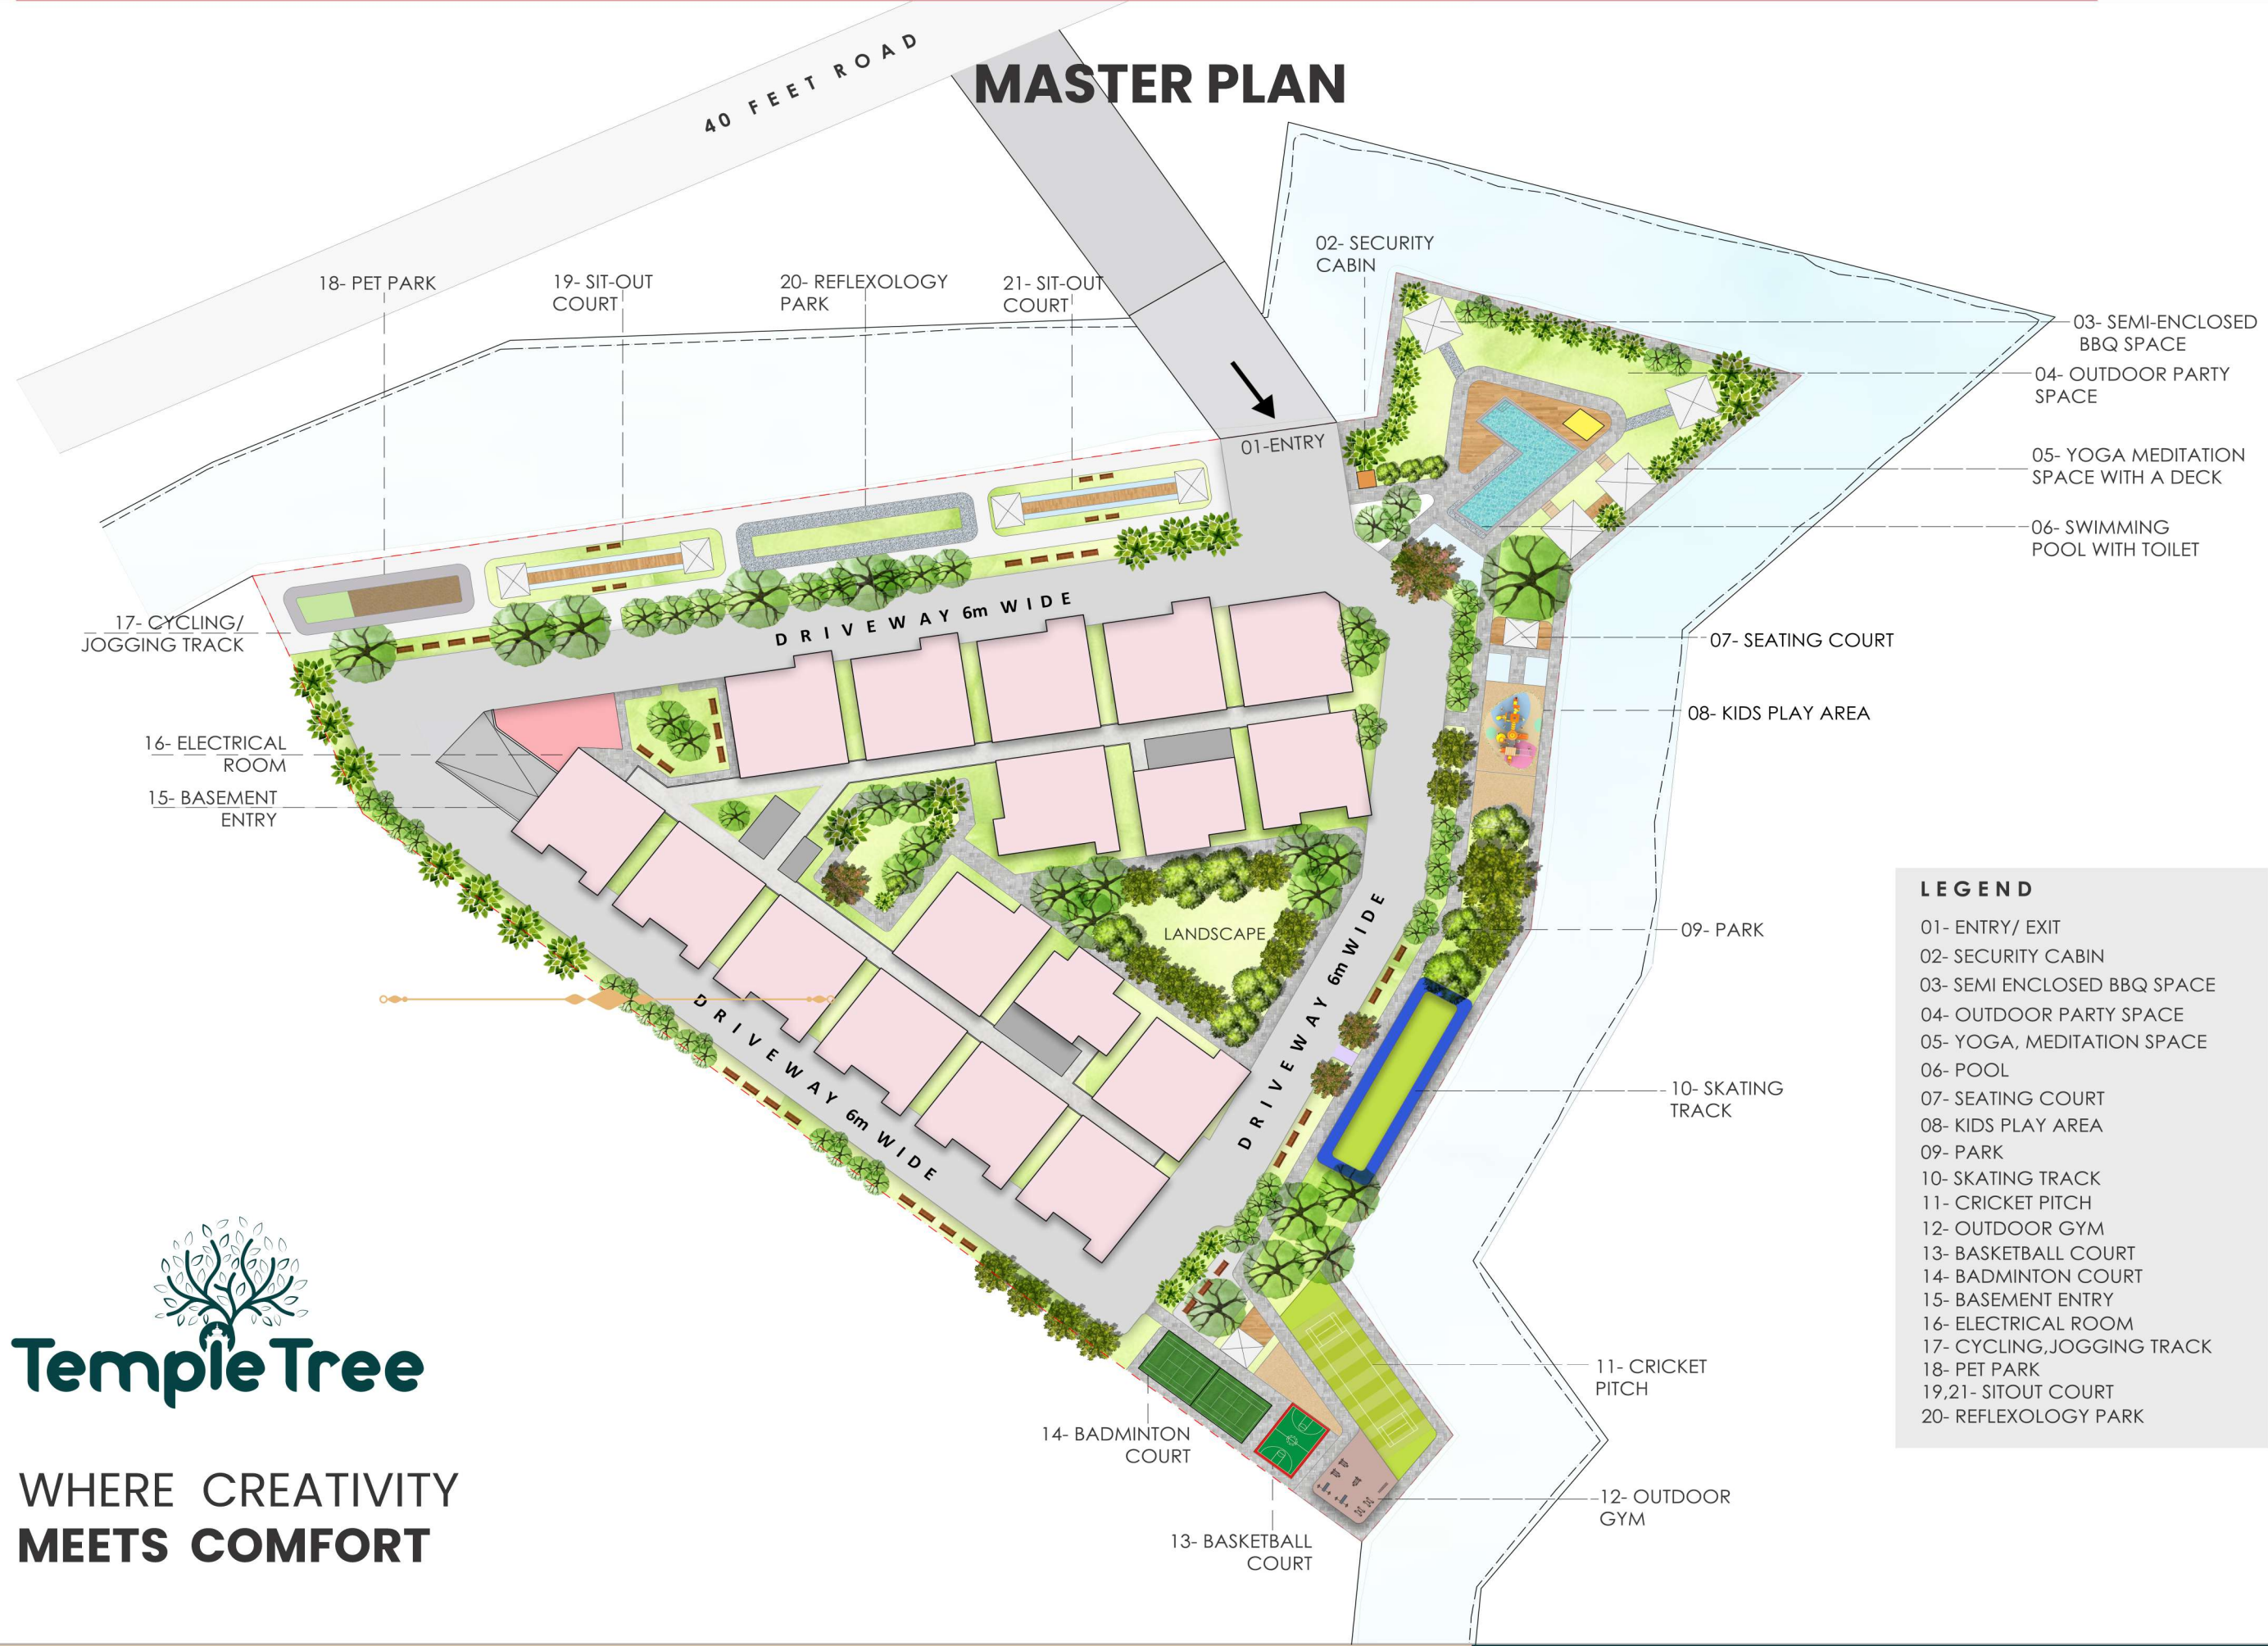 MASTER PLAN
40 FEET ROAD
02- SECURITY
CABIN
18- PET PARK
19- SIT-OUT
COURT
20- REFLEXOLOGY
PARK
21- SIT-OUT
COURT
03- SEMI-ENCLOSED
BBQ SPACE
04- OUTDOOR PARTY
SPACE
01-ENTRY
05- YOGA MEDITATION
SPACE WITH A DECK
06- SWIMMING
POOL WITH TOILET
17- CYCLING/
JOGGING TRACK
DRIVEWAY 6m WIDE
07- SEATING COURT
08- KIDS PLAY AREA
16- ELECTRICAL
ROOM
15- BASEMENT
ENTRY
LANDSCAPE
09- PARK
DRIVEWAY 6m WIDE
DRIVEWAY 6m WIDE
10- SKATING
TRACK
11- CRICKET
PITCH
14- BADMINTON
COURT
12- OUTDOOR
GYM
13- BASKETBALL
COURT
LEGEND
01- ENTRY/ EXIT
02- SECURITY CABIN
03- SEMI ENCLOSED BBQ SPACE
04- OUTDOOR PARTY SPACE
05- YOGA, MEDITATION SPACE
06- POOL
07- SEATING COURT
08- KIDS PLAY AREA
09- PARK
10- SKATING TRACK
11- CRICKET PITCH
12- OUTDOOR GYM
13- BASKETBALL COURT
14- BADMINTON COURT
15- BASEMENT ENTRY
16- ELECTRICAL ROOM
17- CYCLING,JOGGING TRACK
18- PET PARK
19,21- SITOUT COURT
20- REFLEXOLOGY PARK
Temple Tree
WHERE CREATIVITY
MEETS COMFORT